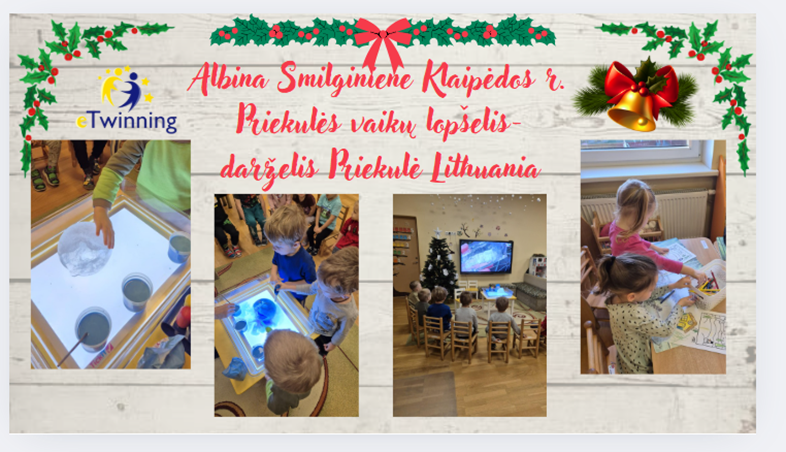 Albina Smilginienė Klaipėdos r.
eTwinning
Priekulės vaikų lopšelis-
darželis Priekulė Lithuania